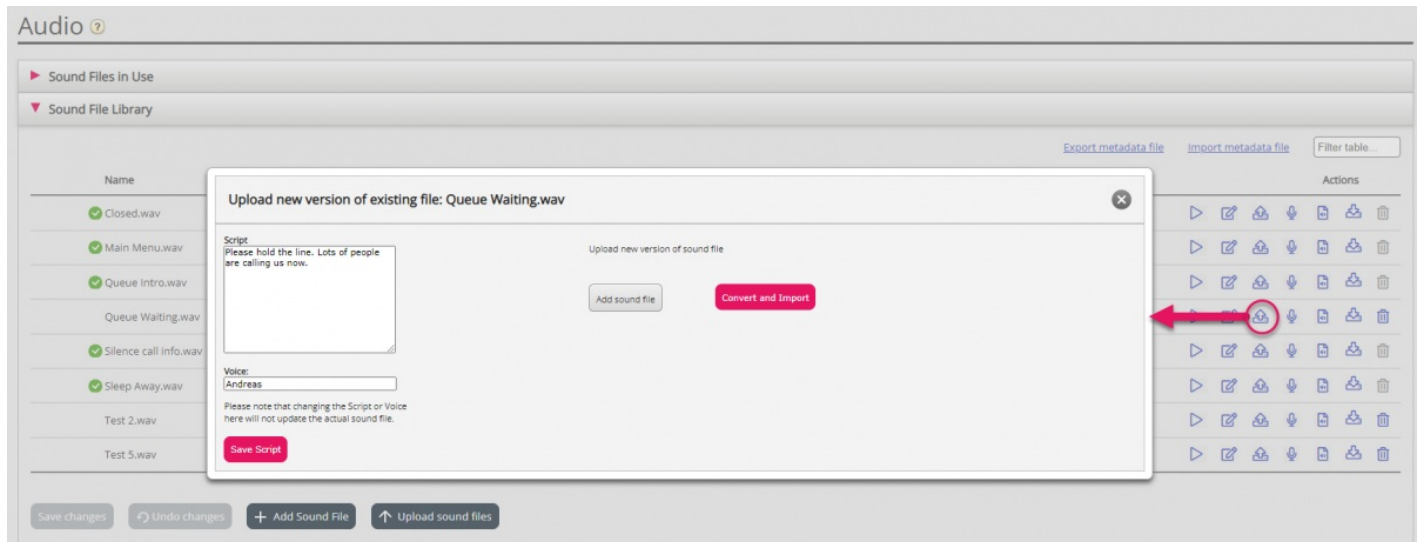 Audio ?
Sound Files in Use
Sound File Library
Export metadata file Import metadata file Filter table...
Name Actions
Upload new version of existing file: Queue Waiting.wav
Closed.wav
Main Menu.wav
Queue Intro.wav
Queue Waiting.wav
Silence call info.wav
Sleep Away.wav
Test 2.wav
Test 5.wav
Script
Please hold the line. Lots of people
are calling us now.
Upload new version of sound file
Add sound file Convert and Import
Voice:
Andreas
Please note that changing the Script or Voice
here will not update the actual sound file.
Save Script
Save changes Undo changes + Add Sound File Upload sound files